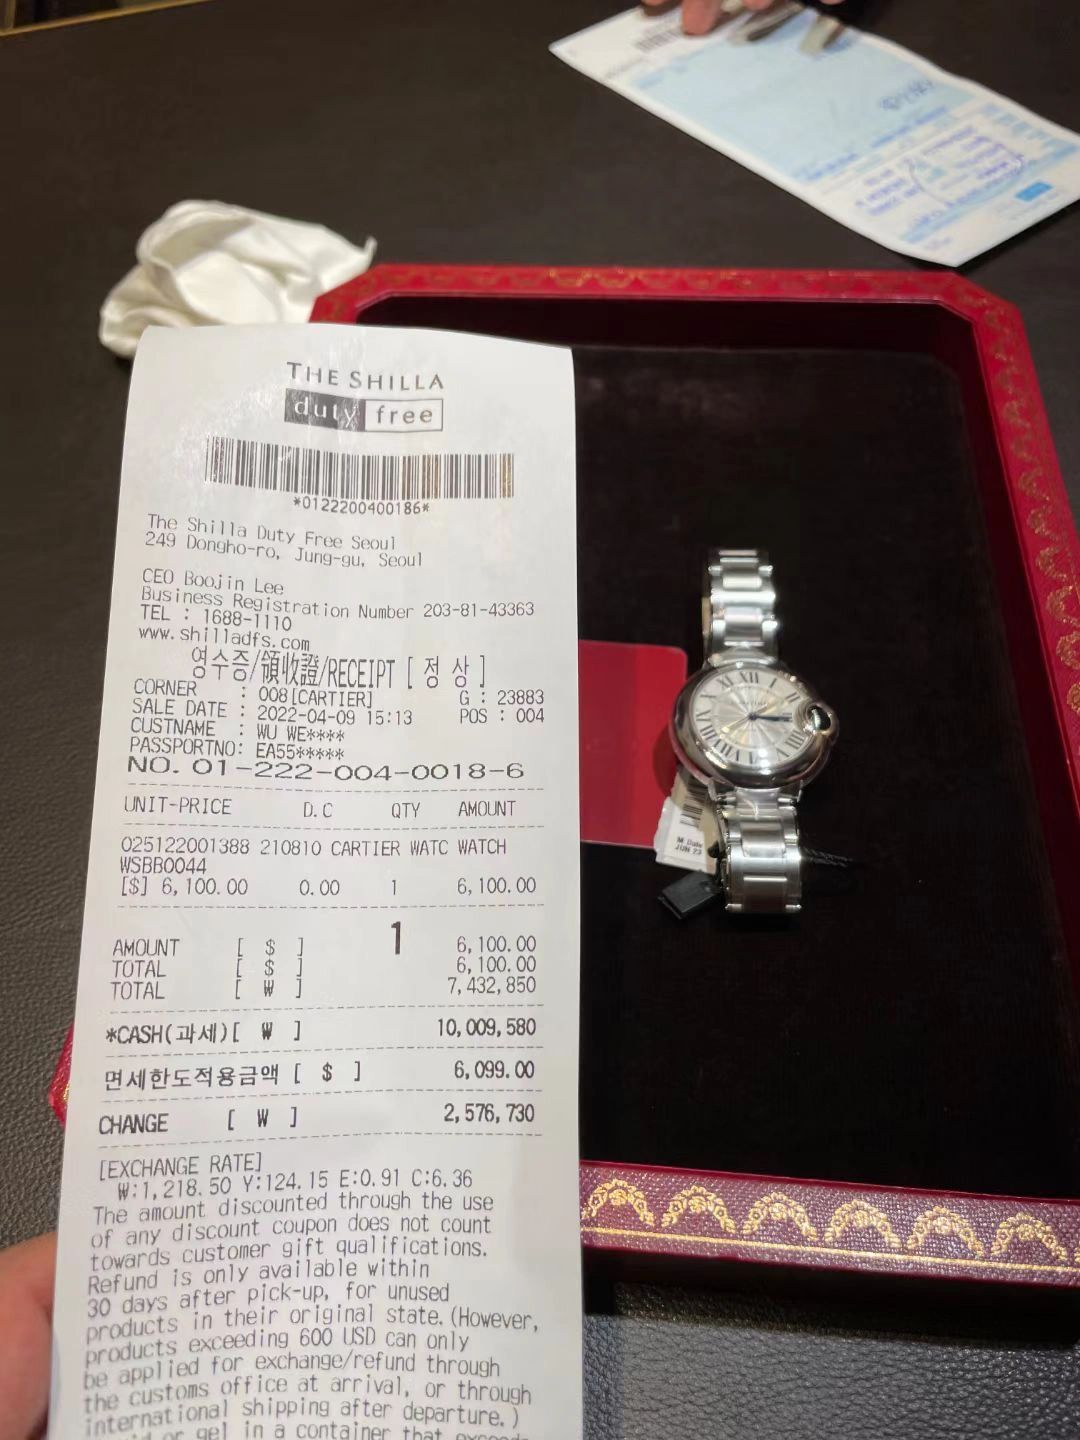 THE SHILLA
duty free
*0122200400186*
The Shilla Duty Free Seoul
249 Dongho-ro, Jung-gu, Seoul
CEO Boojin Lee
Business Registration Number 203-81-43363
TEL : 1688-1110
www.shilladfs.com
영수증/領收證/RECEIPT [ 정 상 ]
CORNER : 008[CARTIER] G : 23883
SALE DATE : 2022-04-09 15:13 POS : 004
CUSTNAME : WU WE****
PASSPORTNO: EA55*****
NO. 01-222-004-0018-6
UNIT-PRICE D.C QTY AMOUNT
025122001388 210810 CARTIER WATC WATCH
WSBB0044
[$] 6,100.00 0.00 1 6,100.00
1
AMOUNT [ $ ] 6,100.00
TOTAL [ $ ] 6,100.00
TOTAL [ ₩ ] 7,432,850
*CASH(과세)[ ₩ ] 10,009,580
면세한도적용금액 [ $ ] 6,099.00
CHANGE [ ₩ ] 2,576,730
[EXCHANGE RATE]
₩:1,218.50 Y:124.15 E:0.91 C:6.36
The amount discounted through the use
of any discount coupon does not count
towards customer gift qualifications.
Refund is only available within
30 days after pick-up, for unused
products in their original state.(However,
products exceeding 600 USD can only
be applied for exchange/refund through
the customs office at arrival, or through
international shipping after departure.)
or gel in a container that
XII
M Date
JUN 23